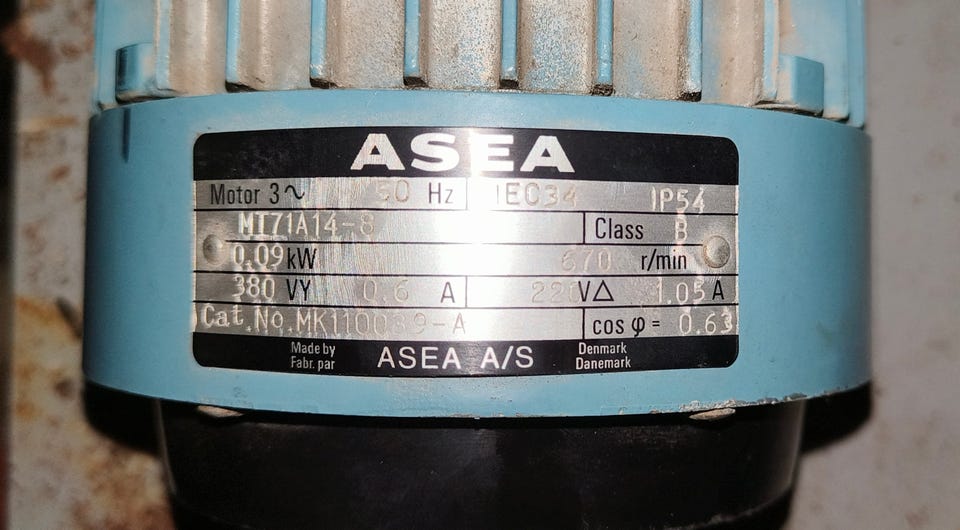 ASEA
Motor 3~ 50 Hz IEC34 IP54
MT71A14-8 Class B
0.09 kW 670 r/min
380 VY 0.6 A 220 V△ 1.05 A
Cat.No.MK110089-A cos φ = 0.63
Made by ASEA A/S Denmark
Fabr. par Danemark